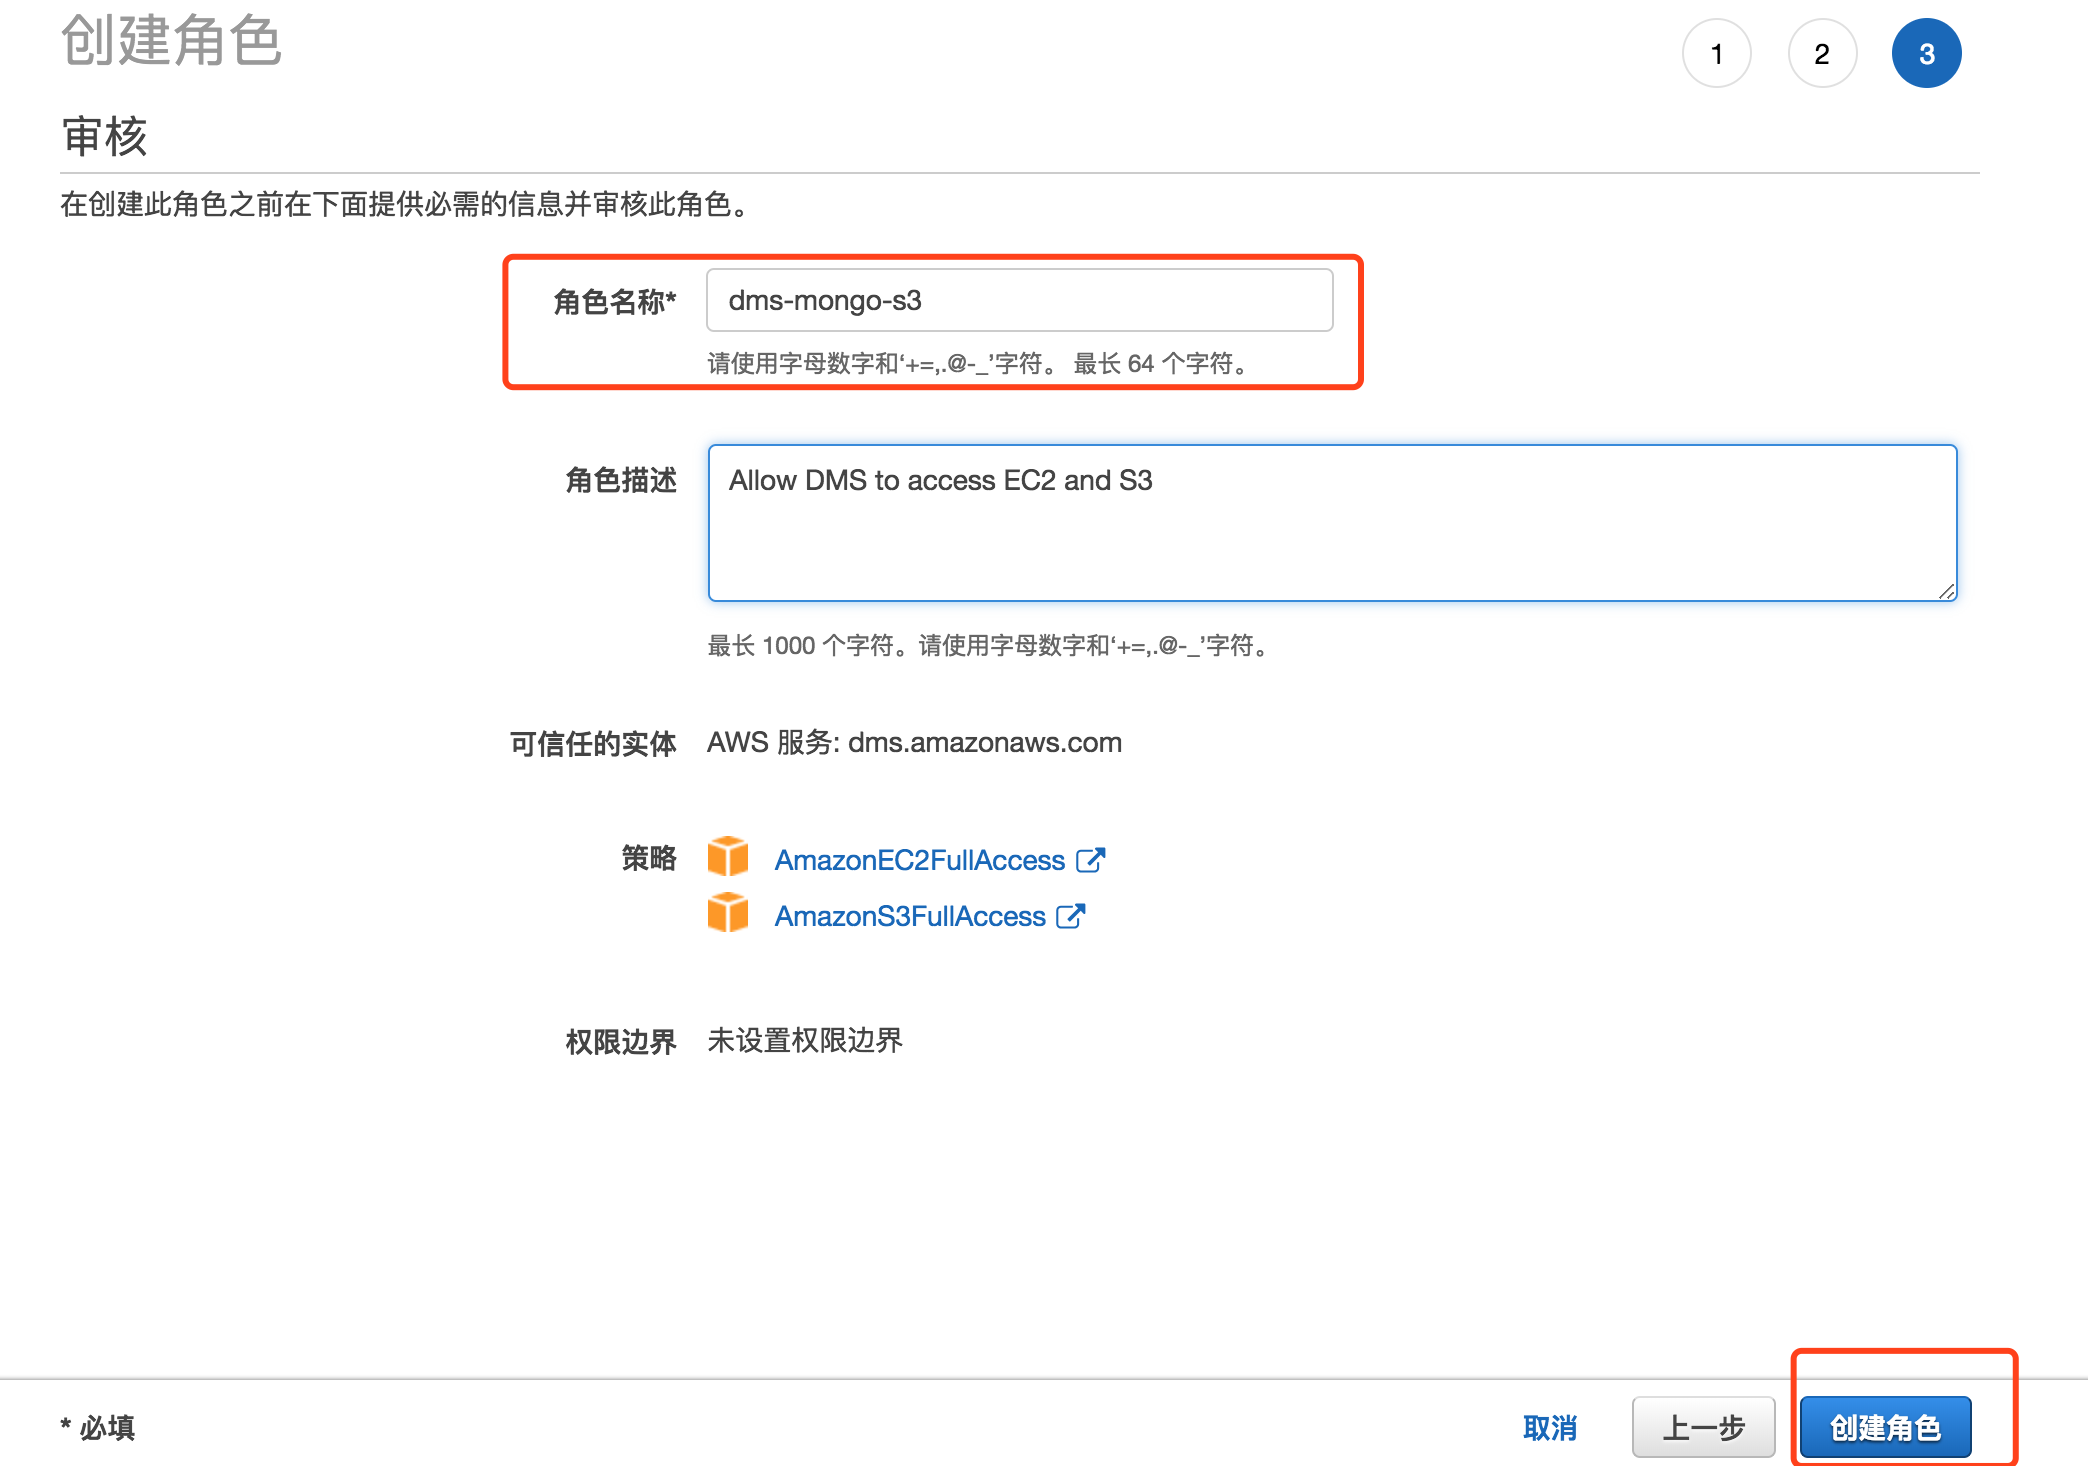 创建角色
1 2 3
审核
在创建此角色之前在下面提供必需的信息并审核此角色。
角色名称* dms-mongo-s3
请使用字母数字和‘+=,.@-_’字符。 最长 64 个字符。
角色描述 Allow DMS to access EC2 and S3
最长 1000 个字符。请使用字母数字和‘+=,.@-_’字符。
可信任的实体 AWS 服务: dms.amazonaws.com
策略 AmazonEC2FullAccess
AmazonS3FullAccess
权限边界 未设置权限边界
* 必填 取消 上一步 创建角色